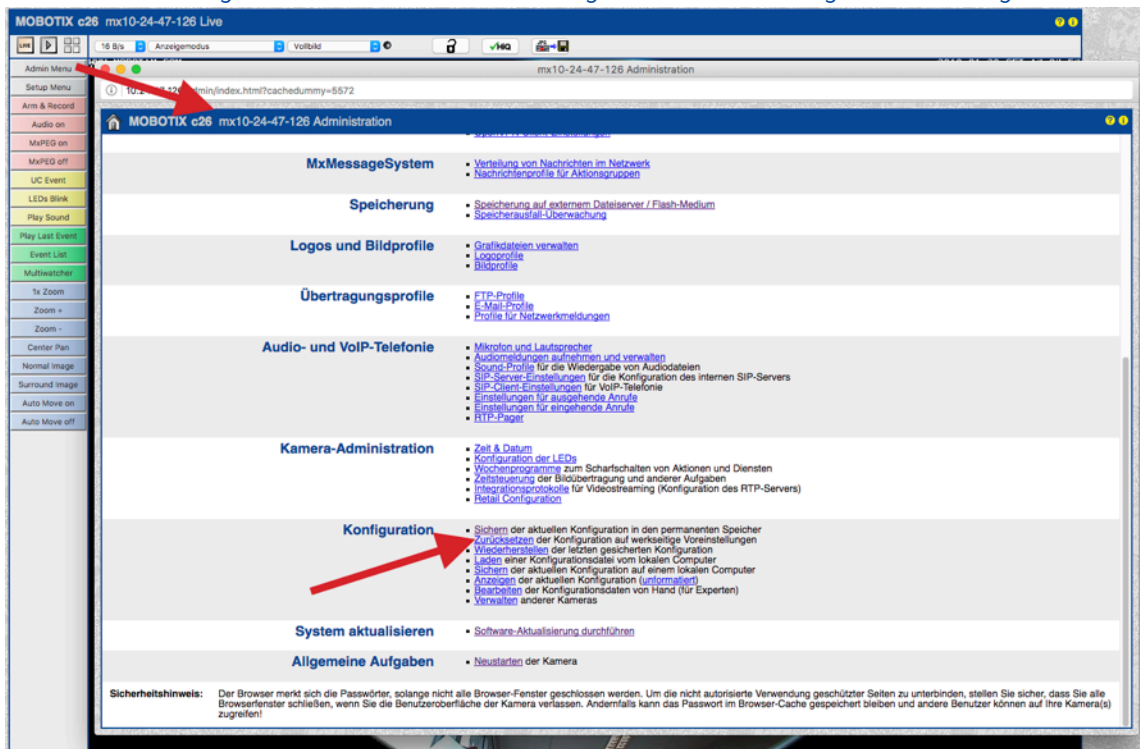 MOBOTIX c26 mx10-24-47-126 Live
16 B/s Anzeigemodus Vollbild HiQ
Admin Menu
Setup Menu
Arm & Record
Audio on
MxPEG on
MxPEG off
UC Event
LEDs Blink
Play Sound
Play Last Event
Event List
Multiwatcher
1x Zoom
Zoom +
Zoom -
Center Pan
Normal Image
Surround Image
Auto Move on
Auto Move off
mx10-24-47-126 Administration
index.html?cachedummy=5572
MOBOTIX c26 mx10-24-47-126 Administration
MxMessageSystem
Verteilung von Nachrichten im Netzwerk
Nachrichtenprofile für Aktionsgruppen
Speicherung
Speicherung auf externem Dateiserver / Flash-Medium
Speicherausfall-Überwachung
Logos und Bildprofile
Grafikdateien verwalten
Logoprofile
Bildprofile
Übertragungsprofile
FTP-Profile
E-Mail-Profile
Profile für Netzwerkmeldungen
Audio- und VoIP-Telefonie
Mikrofon und Lautsprecher
Audiomeldungen aufnehmen und verwalten
Sound-Profile für die Wiedergabe von Audiodateien
SIP-Server-Einstellungen für die Konfiguration des internen SIP-Servers
SIP-Client-Einstellungen für VoIP-Telefonie
Einstellungen für ausgehende Anrufe
Einstellungen für eingehende Anrufe
RTP-Pager
Kamera-Administration
Zeit & Datum
Konfiguration der LEDs
Wochenprogramme zum Scharfschalten von Aktionen und Diensten
Zeitsteuerung der Bildübertragung und anderer Aufgaben
Integrationsprotokolle für Videostreaming (Konfiguration des RTP-Servers)
Retail Configuration
Konfiguration
Sichern der aktuellen Konfiguration in den permanenten Speicher
Zurücksetzen der Konfiguration auf werkseitige Voreinstellungen
Wiederherstellen der letzten gesicherten Konfiguration
Laden einer Konfigurationsdatei vom lokalen Computer
Sichern der aktuellen Konfiguration auf einem lokalen Computer
Anzeigen der aktuellen Konfiguration (unformatiert)
Bearbeiten der Konfigurationsdaten von Hand (für Experten)
Verwalten anderer Kameras
System aktualisieren
Software-Aktualisierung durchführen
Allgemeine Aufgaben
Neustarten der Kamera
Sicherheitshinweis: Der Browser merkt sich die Passwörter, solange nicht alle Browser-Fenster geschlossen werden. Um die nicht autorisierte Verwendung geschützter Seiten zu unterbinden, stellen Sie sicher, dass Sie alle
Browserfenster schließen, wenn Sie die Benutzeroberfläche der Kamera verlassen. Andernfalls kann das Passwort im Browser-Cache gespeichert bleiben und andere Benutzer können auf Ihre Kamera(s)
zugreifen!